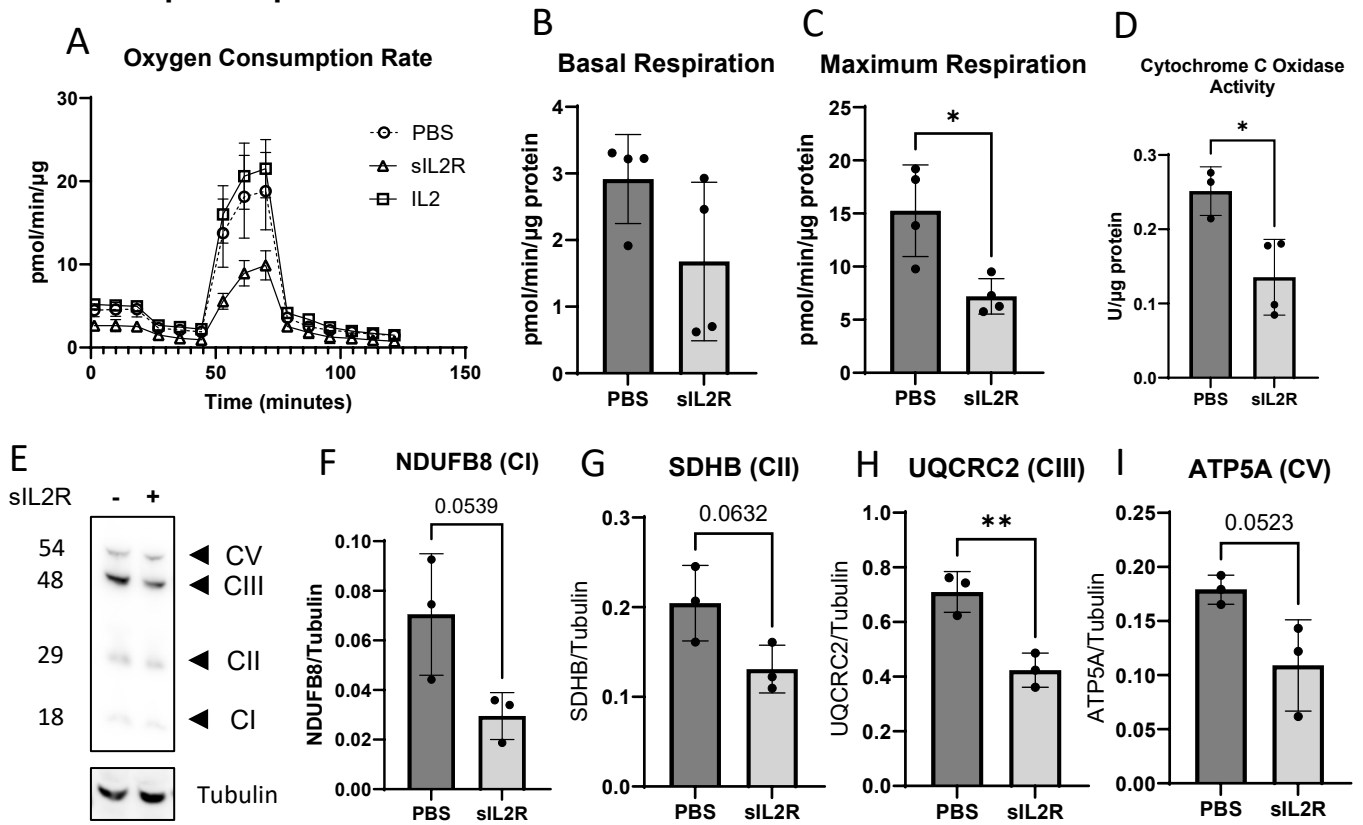 A
Oxygen Consumption Rate
30
20
10
0
pmol/min/µg
PBS
sIL2R
IL2
0
50
100
150
Time (minutes)
B
Basal Respiration
4
3
2
1
0
pmol/min/µg protein
PBS
sIL2R
C
Maximum Respiration
25
20
15
10
5
0
pmol/min/µg protein
*
PBS
sIL2R
D
Cytochrome C Oxidase
Activity
0.3
0.2
0.1
0.0
U/µg protein
*
PBS
sIL2R
E
sIL2R - +
54 CV
48 CIII
29 CII
18 CI
Tubulin
F
NDUFB8 (CI)
0.0539
0.10
0.08
0.06
0.04
0.02
0.00
NDUFB8/Tubulin
PBS
sIL2R
G
SDHB (CII)
0.0632
0.3
0.2
0.1
0.0
SDHB/Tubulin
PBS
sIL2R
H
UQCRC2 (CIII)
**
1.0
0.8
0.6
0.4
0.2
0.0
UQCRC2/Tubulin
PBS
sIL2R
I
ATP5A (CV)
0.0523
0.25
0.20
0.15
0.10
0.05
0.00
ATP5A/Tubulin
PBS
sIL2R